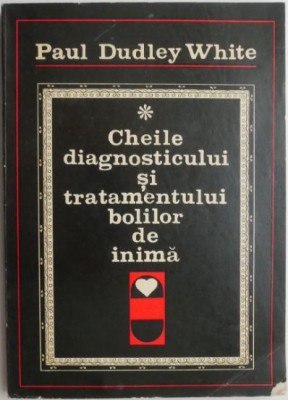 Paul Dudley White
*
Cheile
diagnosticului
și
tratamentului
bolilor
de
inimă